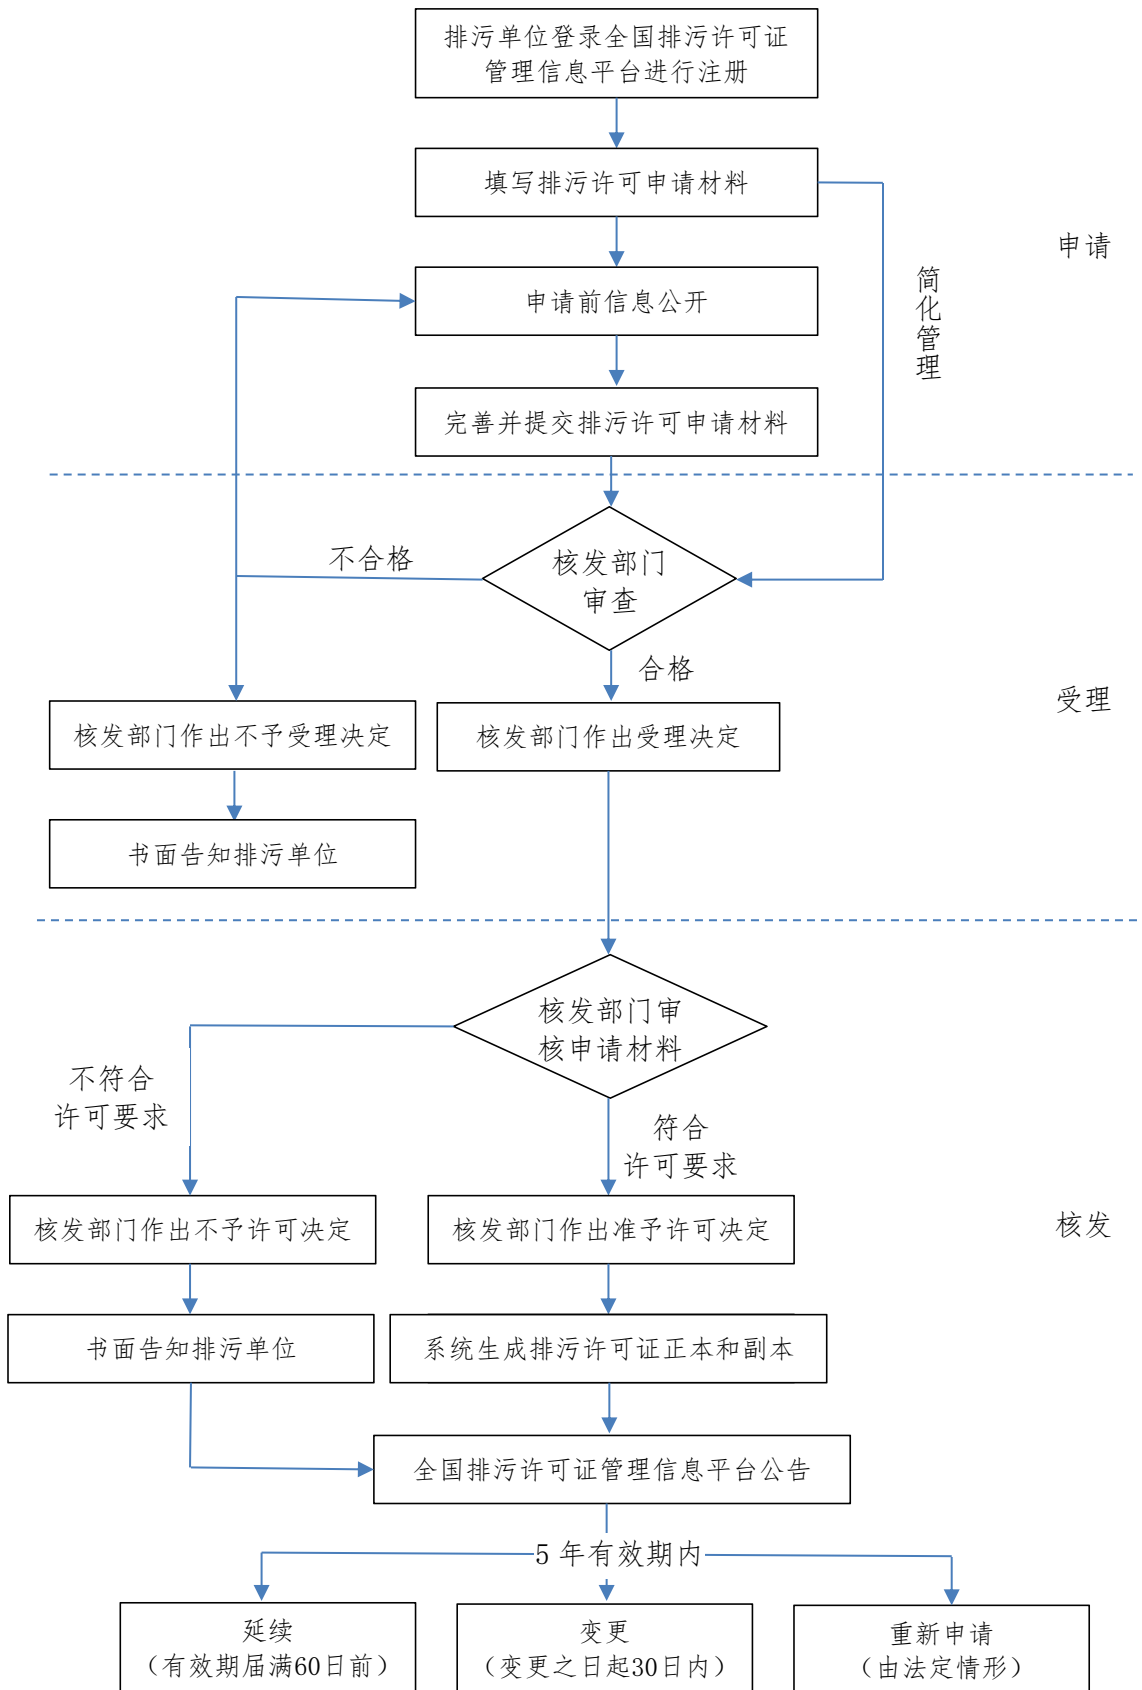 排污单位登录全国排污许可证
管理信息平台进行注册
填写排污许可申请材料
申请
简化管理
申请前信息公开
完善并提交排污许可申请材料
不合格
核发部门
审查
合格
受理
核发部门作出不予受理决定
核发部门作出受理决定
书面告知排污单位
核发部门审
核申请材料
不符合
许可要求
符合
许可要求
核发部门作出不予许可决定
核发部门作出准予许可决定
核发
书面告知排污单位
系统生成排污许可证正本和副本
全国排污许可证管理信息平台公告
5年有效期内
延续
（有效期届满60日前）
变更
（变更之日起30日内）
重新申请
（由法定情形）